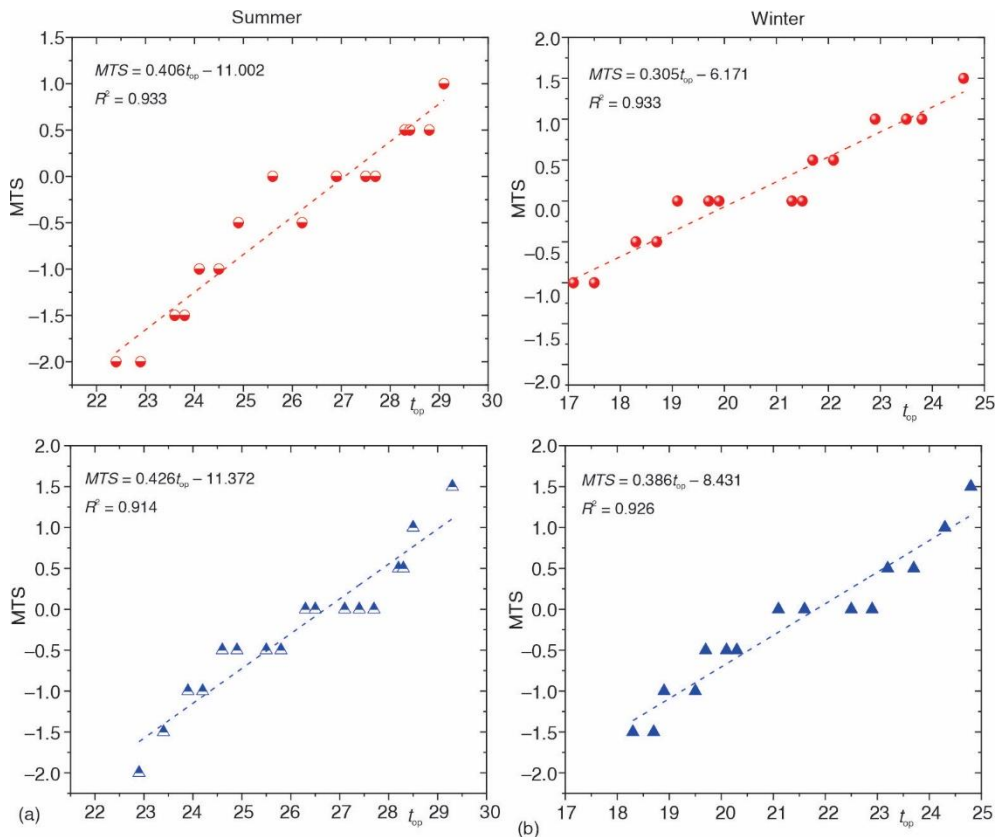 Summer
1.5
MTS = 0.406t_op − 11.002
R² = 0.933
1.0
0.5
0.0
−0.5
−1.0
−1.5
−2.0
MTS
22 23 24 25 26 27 28 29 t_op 30
Winter
2.0
MTS = 0.305t_op − 6.171
R² = 0.933
1.5
1.0
0.5
0.0
−0.5
−1.0
−1.5
−2.0
MTS
17 18 19 20 21 22 23 t_op 24 25
2.0
MTS = 0.426t_op − 11.372
R² = 0.914
1.5
1.0
0.5
0.0
−0.5
−1.0
−1.5
−2.0
MTS
22 23 24 25 26 27 28 29 t_op 30
(a)
2.0
MTS = 0.386t_op − 8.431
R² = 0.926
1.5
1.0
0.5
0.0
−0.5
−1.0
−1.5
−2.0
MTS
17 18 19 20 21 22 23 t_op 24 25
(b)